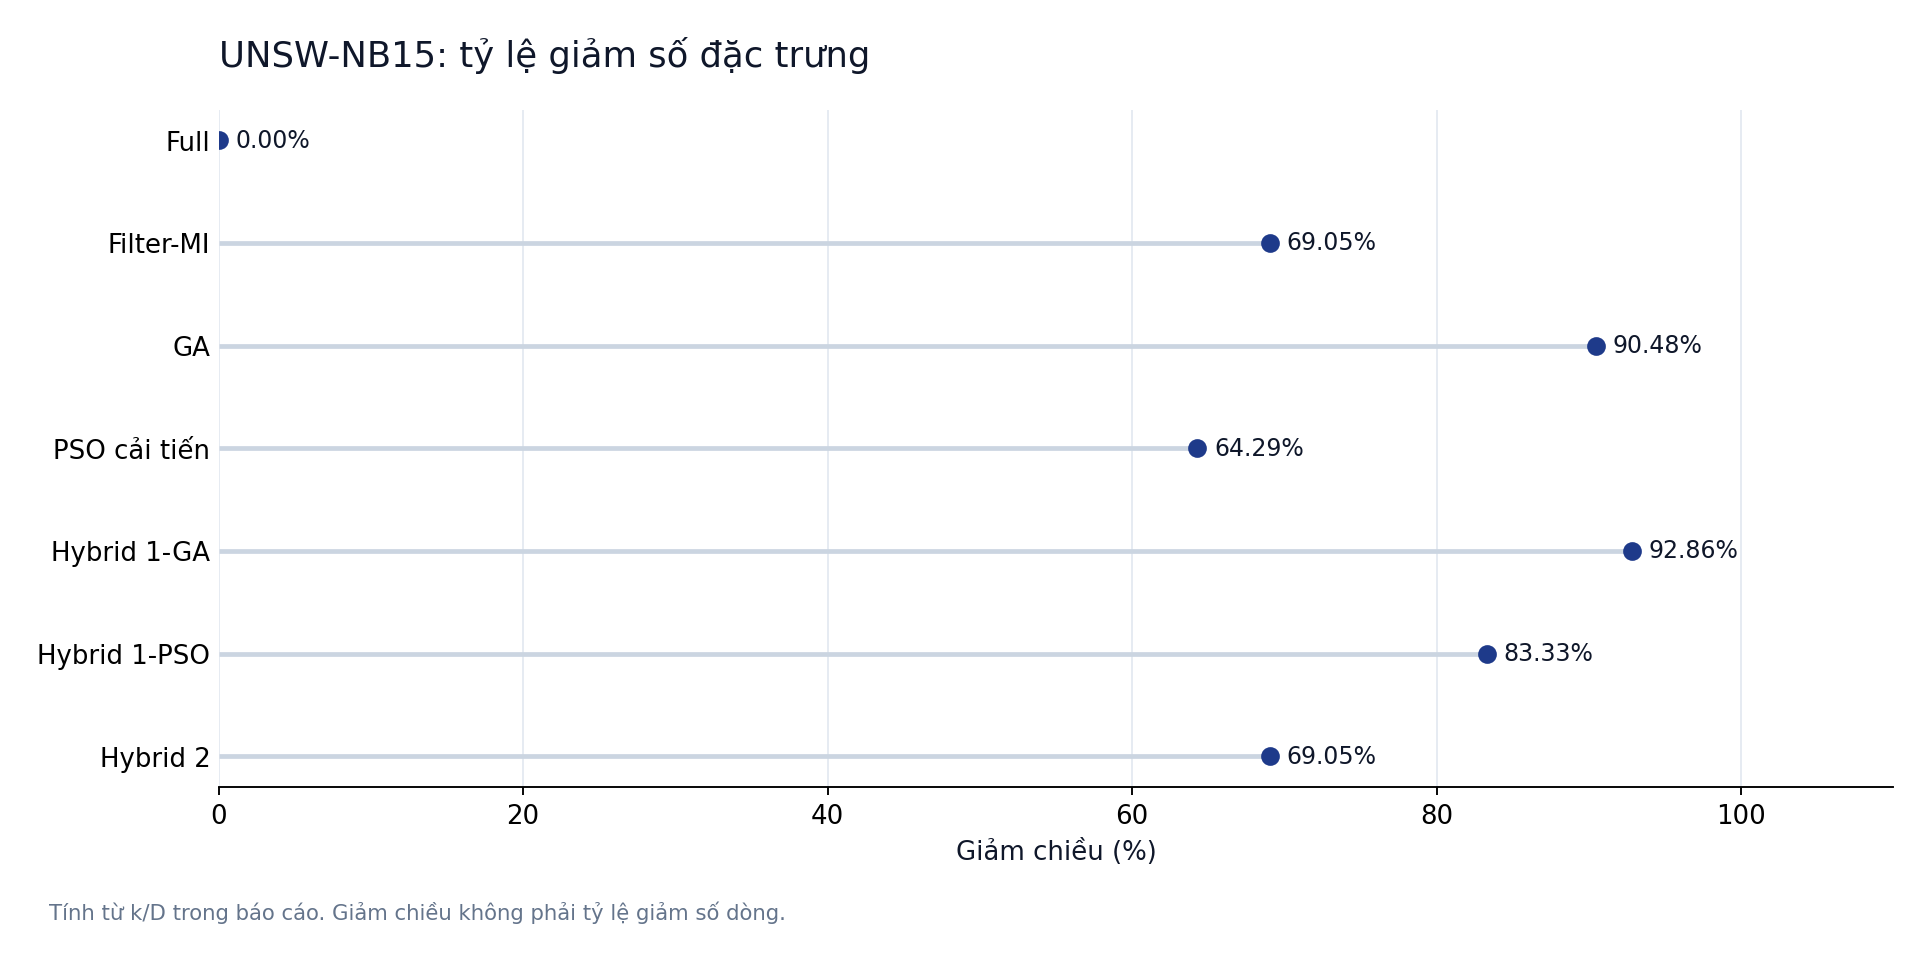 UNSW-NB15: tỷ lệ giảm số đặc trưng
Full 0.00%
Filter-MI 69.05%
GA 90.48%
PSO cải tiến 64.29%
Hybrid 1-GA 92.86%
Hybrid 1-PSO 83.33%
Hybrid 2 69.05%
0 20 40 60 80 100
Giảm chiều (%)
Tính từ k/D trong báo cáo. Giảm chiều không phải tỷ lệ giảm số dòng.